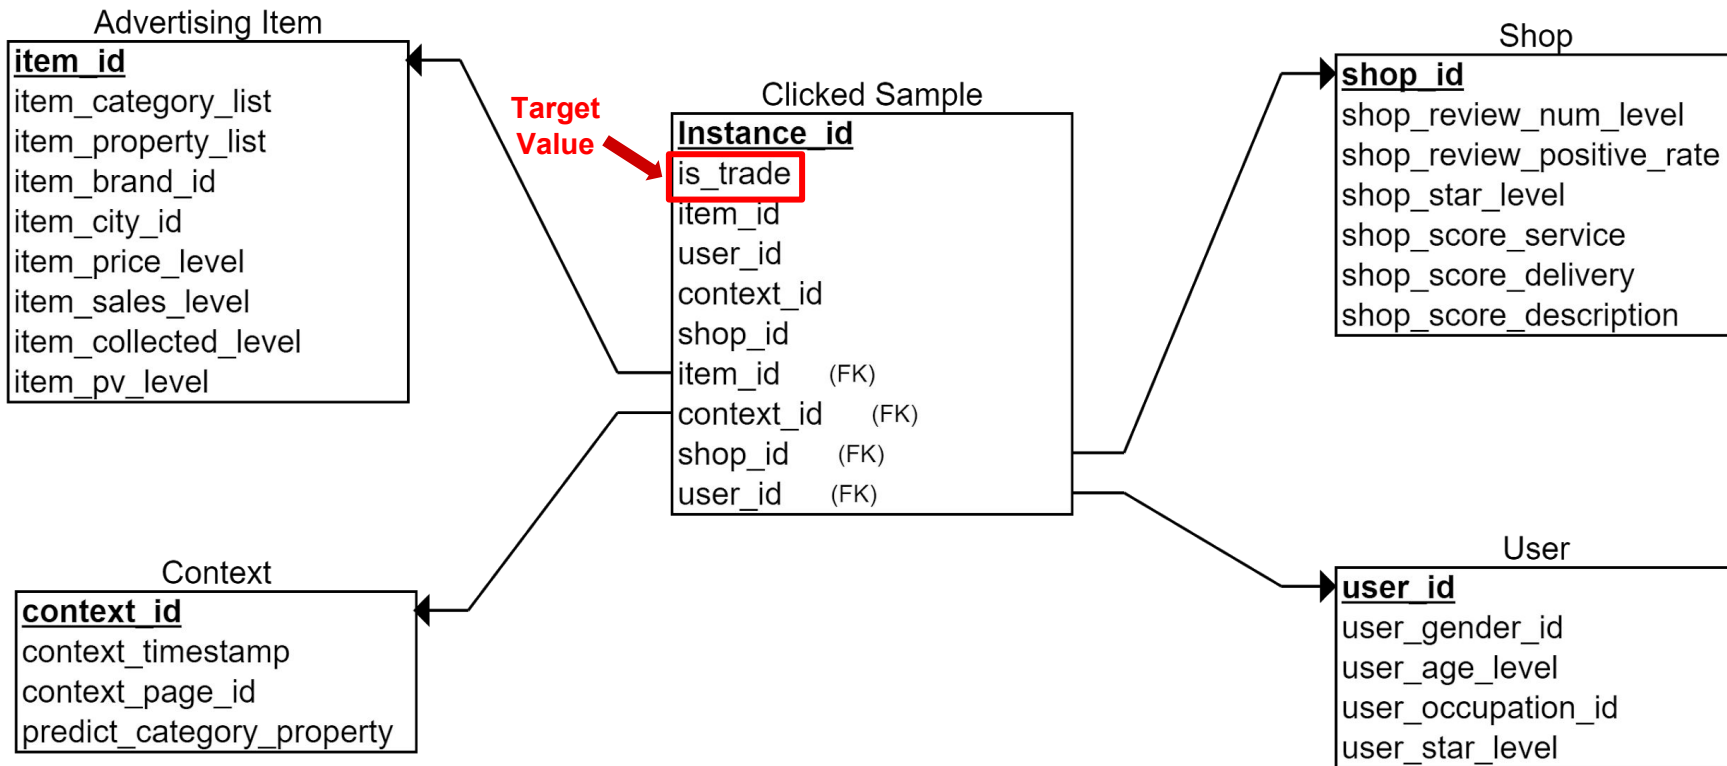 Advertising Item
item_id
item_category_list
item_property_list
item_brand_id
item_city_id
item_price_level
item_sales_level
item_collected_level
item_pv_level
Target
Value
Clicked Sample
Instance_id
is_trade
item_id
user_id
context_id
shop_id
item_id (FK)
context_id (FK)
shop_id (FK)
user_id (FK)
Shop
shop_id
shop_review_num_level
shop_review_positive_rate
shop_star_level
shop_score_service
shop_score_delivery
shop_score_description
Context
context_id
context_timestamp
context_page_id
predict_category_property
User
user_id
user_gender_id
user_age_level
user_occupation_id
user_star_level